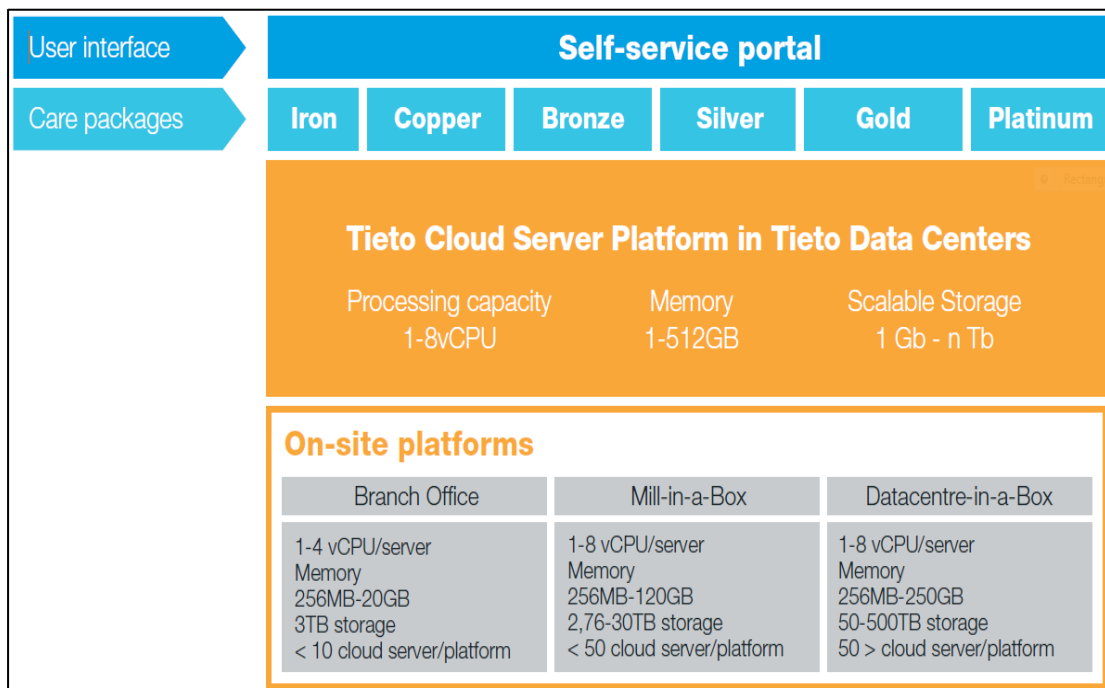 User interface
Self-service portal
Care packages
Iron
Copper
Bronze
Silver
Gold
Platinum
Rectang
Tieto Cloud Server Platform in Tieto Data Centers
Processing capacity
1-8vCPU
Memory
1-512GB
Scalable Storage
1 Gb - n Tb
On-site platforms
Branch Office
1-4 vCPU/server
Memory
256MB-20GB
3TB storage
< 10 cloud server/platform
Mill-in-a-Box
1-8 vCPU/server
Memory
256MB-120GB
2,76-30TB storage
< 50 cloud server/platform
Datacentre-in-a-Box
1-8 vCPU/server
Memory
256MB-250GB
50-500TB storage
50 > cloud server/platform